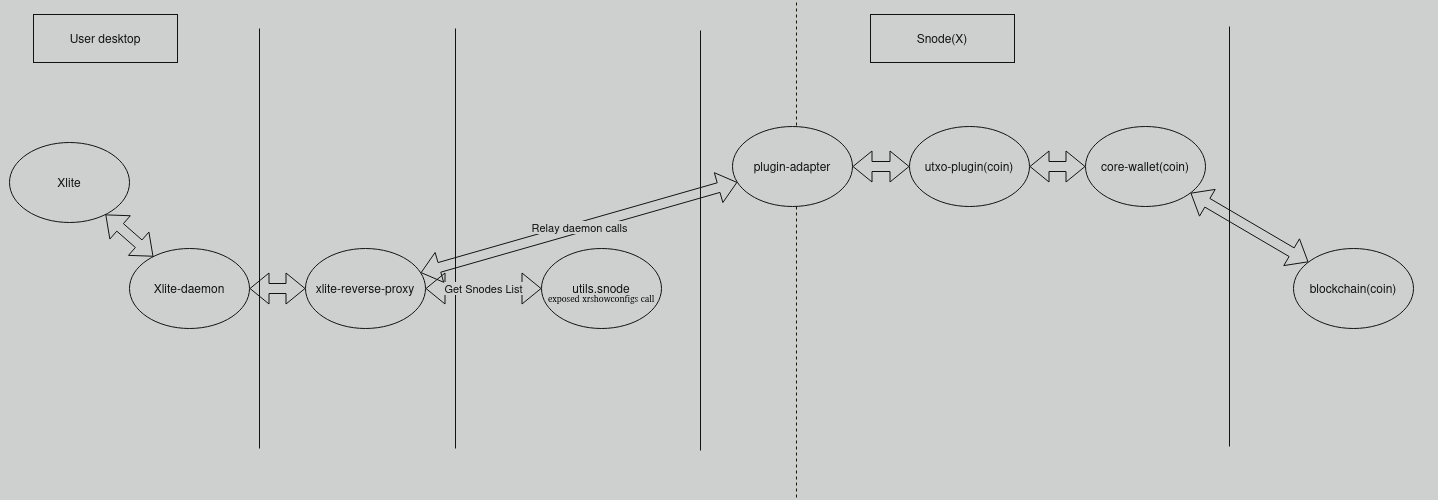 User desktop
Snode(X)
Xlite
plugin-adapter
utxo-plugin(coin)
core-wallet(coin)
Relay daemon calls
Xlite-daemon
xlite-reverse-proxy
Get Snodes List
utils.snode
exposed xrshowconfigs call
blockchain(coin)